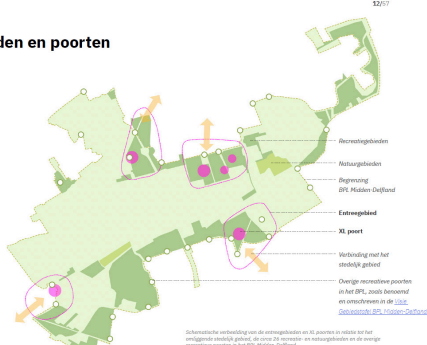 12/57
den en poorten
Recreatiegebieden
Natuurgebieden
Begrenzing
BPL Midden-Delfland
Entreegebied
XL poort
Verbinding met het
stedelijk gebied
Overige recreatieve poorten
in het BPL, zoals benoemd
en omschreven in de Visie
Gebiedstafel BPL Midden-Delfland
Schematische verbeelding van de entreegebieden en XL poorten in relatie tot het
omliggende stedelijk gebied, de circa 26 recreatie- en natuurgebieden en de overige